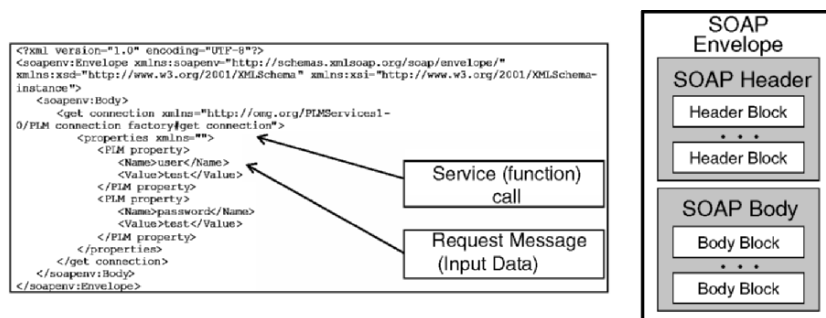 <?xml version="1.0" encoding="UTF-8"?>
<soapenv:Envelope xmlns:soapenv="http://schemas.xmlsoap.org/soap/envelope/"
xmlns:xsd="http://www.w3.org/2001/XMLSchema" xmlns:xsi="http://www.w3.org/2001/XMLSchema-
instance">
<soapenv:Body>
<get connection xmlns="http://omg.org/PLMServices1-
0/PLM connection factory#get connection">
<properties xmlns="">
<PLM property>
<Name>user</Name>
<Value>test</Value>
</PLM property>
<PLM property>
<Name>password</Name>
<Value>test</Value>
</PLM property>
</properties>
</get connection>
</soapenv:Body>
</soapenv:Envelope>
Service (function)
call
Request Message
(Input Data)
SOAP
Envelope
SOAP Header
Header Block
. . .
Header Block
SOAP Body
Body Block
. . .
Body Block